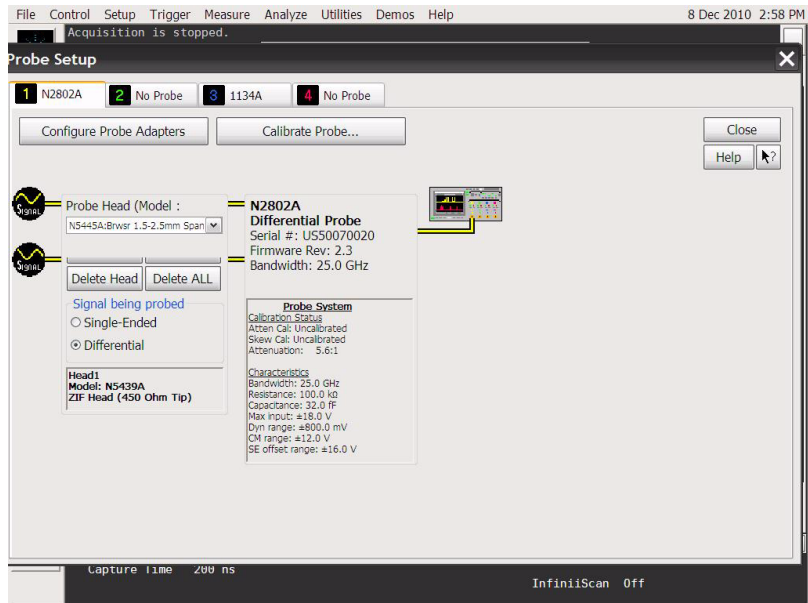 File Control Setup Trigger Measure Analyze Utilities Demos Help 8 Dec 2010 2:58 PM
Acquisition is stopped.
Probe Setup
1 N2802A 2 No Probe 3 1134A 4 No Probe
Configure Probe Adapters Calibrate Probe... Close
Help ?
SIGNAL
Probe Head (Model :
N5445A:Brwsr 1.5-2.5mm Span
SIGNAL
Delete Head Delete ALL
Signal being probed
Single-Ended
Differential
Head1
Model: N5439A
ZIF Head (450 Ohm Tip)
N2802A
Differential Probe
Serial #: US50070020
Firmware Rev: 2.3
Bandwidth: 25.0 GHz
Probe System
Calibration Status
Atten Cal: Uncalibrated
Skew Cal: Uncalibrated
Attenuation: 5.6:1
Characteristics
Bandwidth: 25.0 GHz
Resistance: 100.0 kΩ
Capacitance: 32.0 fF
Max input: ±18.0 V
Dyn range: ±800.0 mV
CM range: ±12.0 V
SE offset range: ±16.0 V
Capture Time 200 ns
InfiniiScan Off